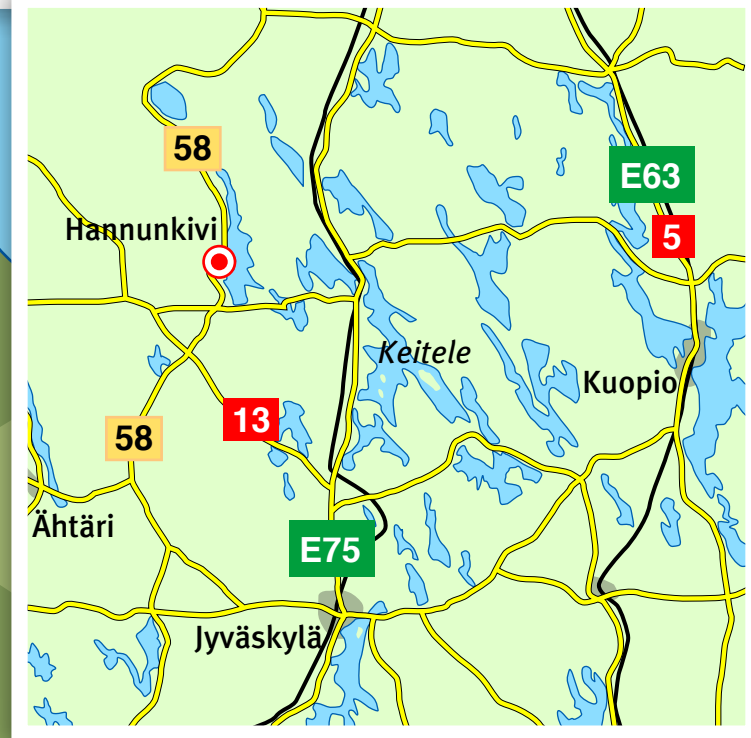 58
E63
Hannunkivi
5
Keitele
Kuopio
13
58
Ähtäri
E75
Jyväskylä